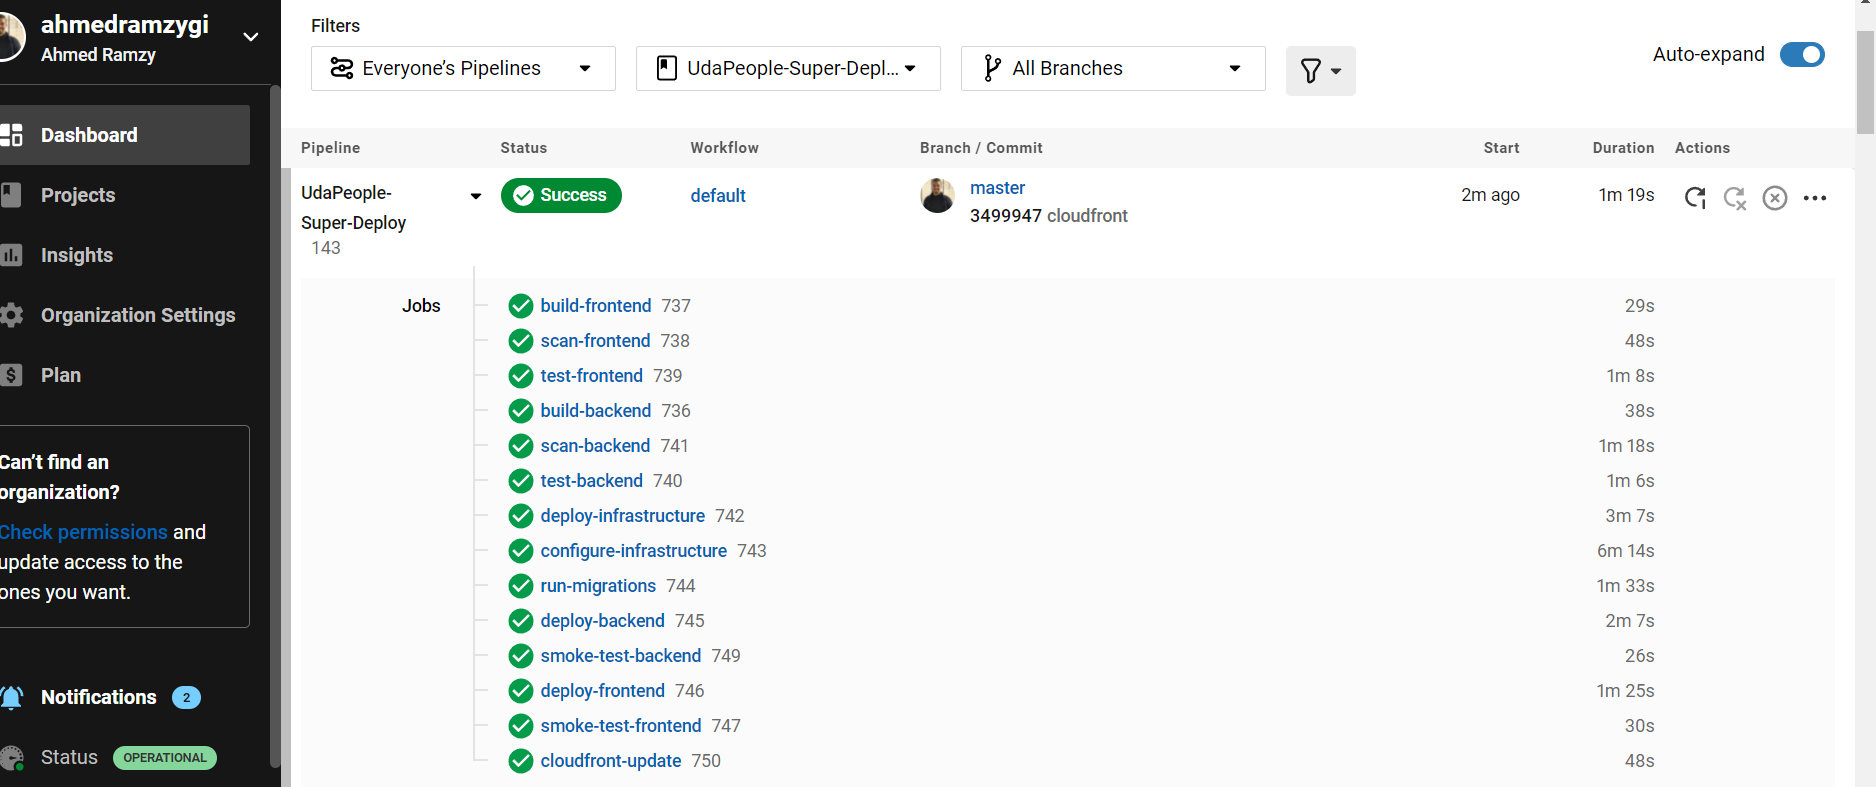 ahmedramzygi
Ahmed Ramzy
Dashboard
Projects
Insights
Organization Settings
Plan
Can’t find an
organization?
Check permissions and
update access to the
ones you want.
Notifications 2
Status OPERATIONAL
Filters
Everyone’s Pipelines UdaPeople-Super-Depl... All Branches
Auto-expand
Pipeline Status Workflow Branch / Commit Start Duration Actions
UdaPeople-
Super-Deploy
143
Success default
master
3499947 cloudfront
2m ago 1m 19s
Jobs
build-frontend 737 29s
scan-frontend 738 48s
test-frontend 739 1m 8s
build-backend 736 38s
scan-backend 741 1m 18s
test-backend 740 1m 6s
deploy-infrastructure 742 3m 7s
configure-infrastructure 743 6m 14s
run-migrations 744 1m 33s
deploy-backend 745 2m 7s
smoke-test-backend 749 26s
deploy-frontend 746 1m 25s
smoke-test-frontend 747 30s
cloudfront-update 750 48s